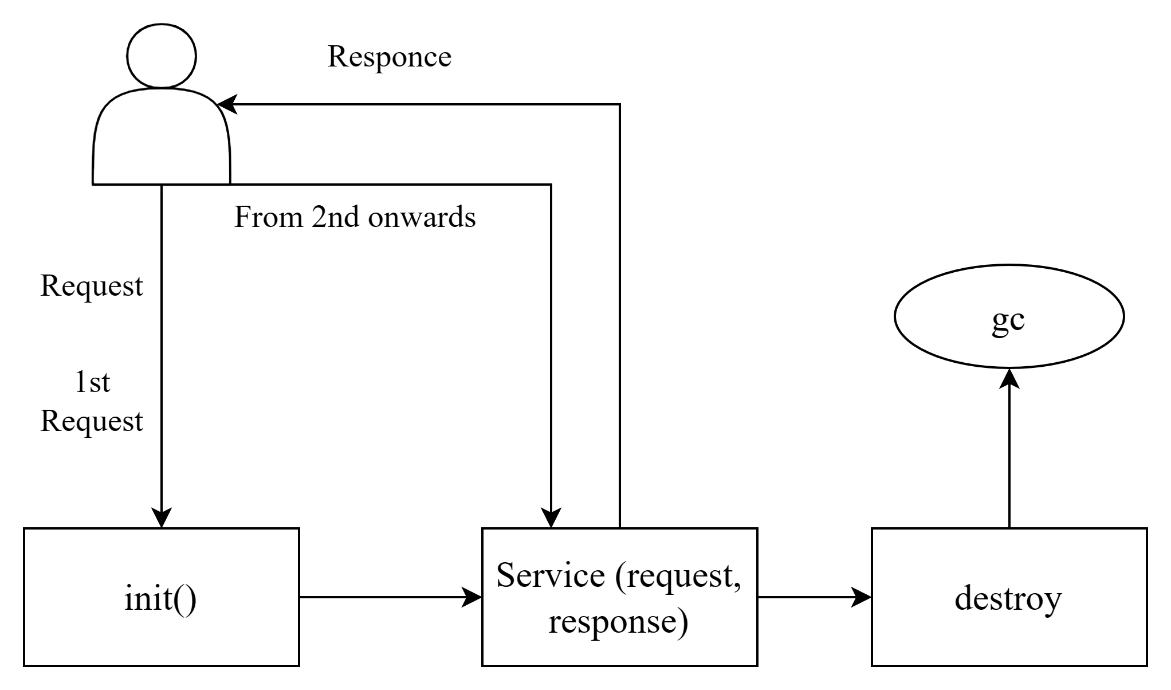 Responce
From 2nd onwards
Request
1st
Request
gc
init()
Service (request,
response)
destroy